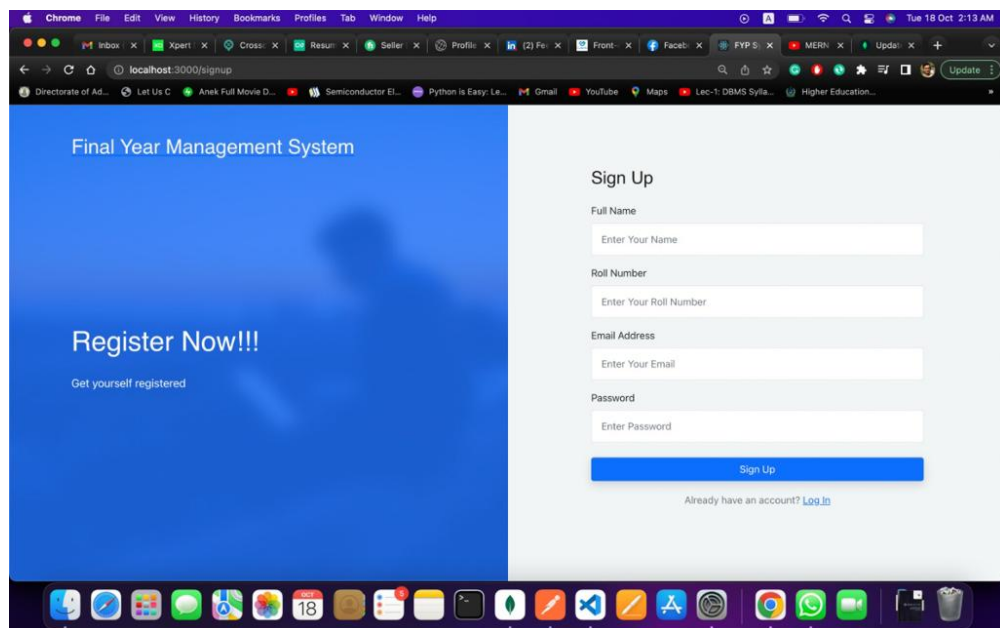 Chrome File Edit View History Bookmarks Profiles Tab Window Help
A
Tue 18 Oct 2:13 AM
Inbox Xpert Cross Resum Seller Profile (2) Fe Front- Faceb FYP S MERN Updat
localhost:3000/signup
Update
Directorate of Ad... Let Us C Anek Full Movie D... Semiconductor El... Python is Easy: Le... Gmail YouTube Maps Lec-1: DBMS Sylla... Higher Education...
Final Year Management System
Register Now!!!
Get yourself registered
Sign Up
Full Name
Enter Your Name
Roll Number
Enter Your Roll Number
Email Address
Enter Your Email
Password
Enter Password
Sign Up
Already have an account? Log In
OCT
18
5